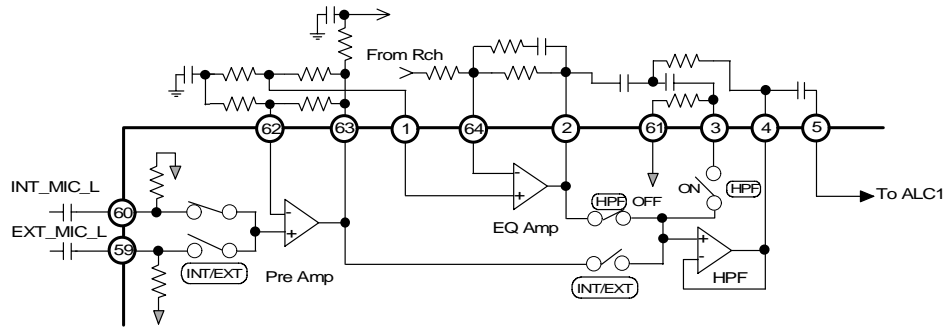 From Rch
62
63
1
64
2
61
3
4
5
INT_MIC_L
60
EXT_MIC_L
59
-
+
INT/EXT
Pre Amp
-
+
EQ Amp
HPF OFF
ON
HPF
INT/EXT
+
-
HPF
To ALC1